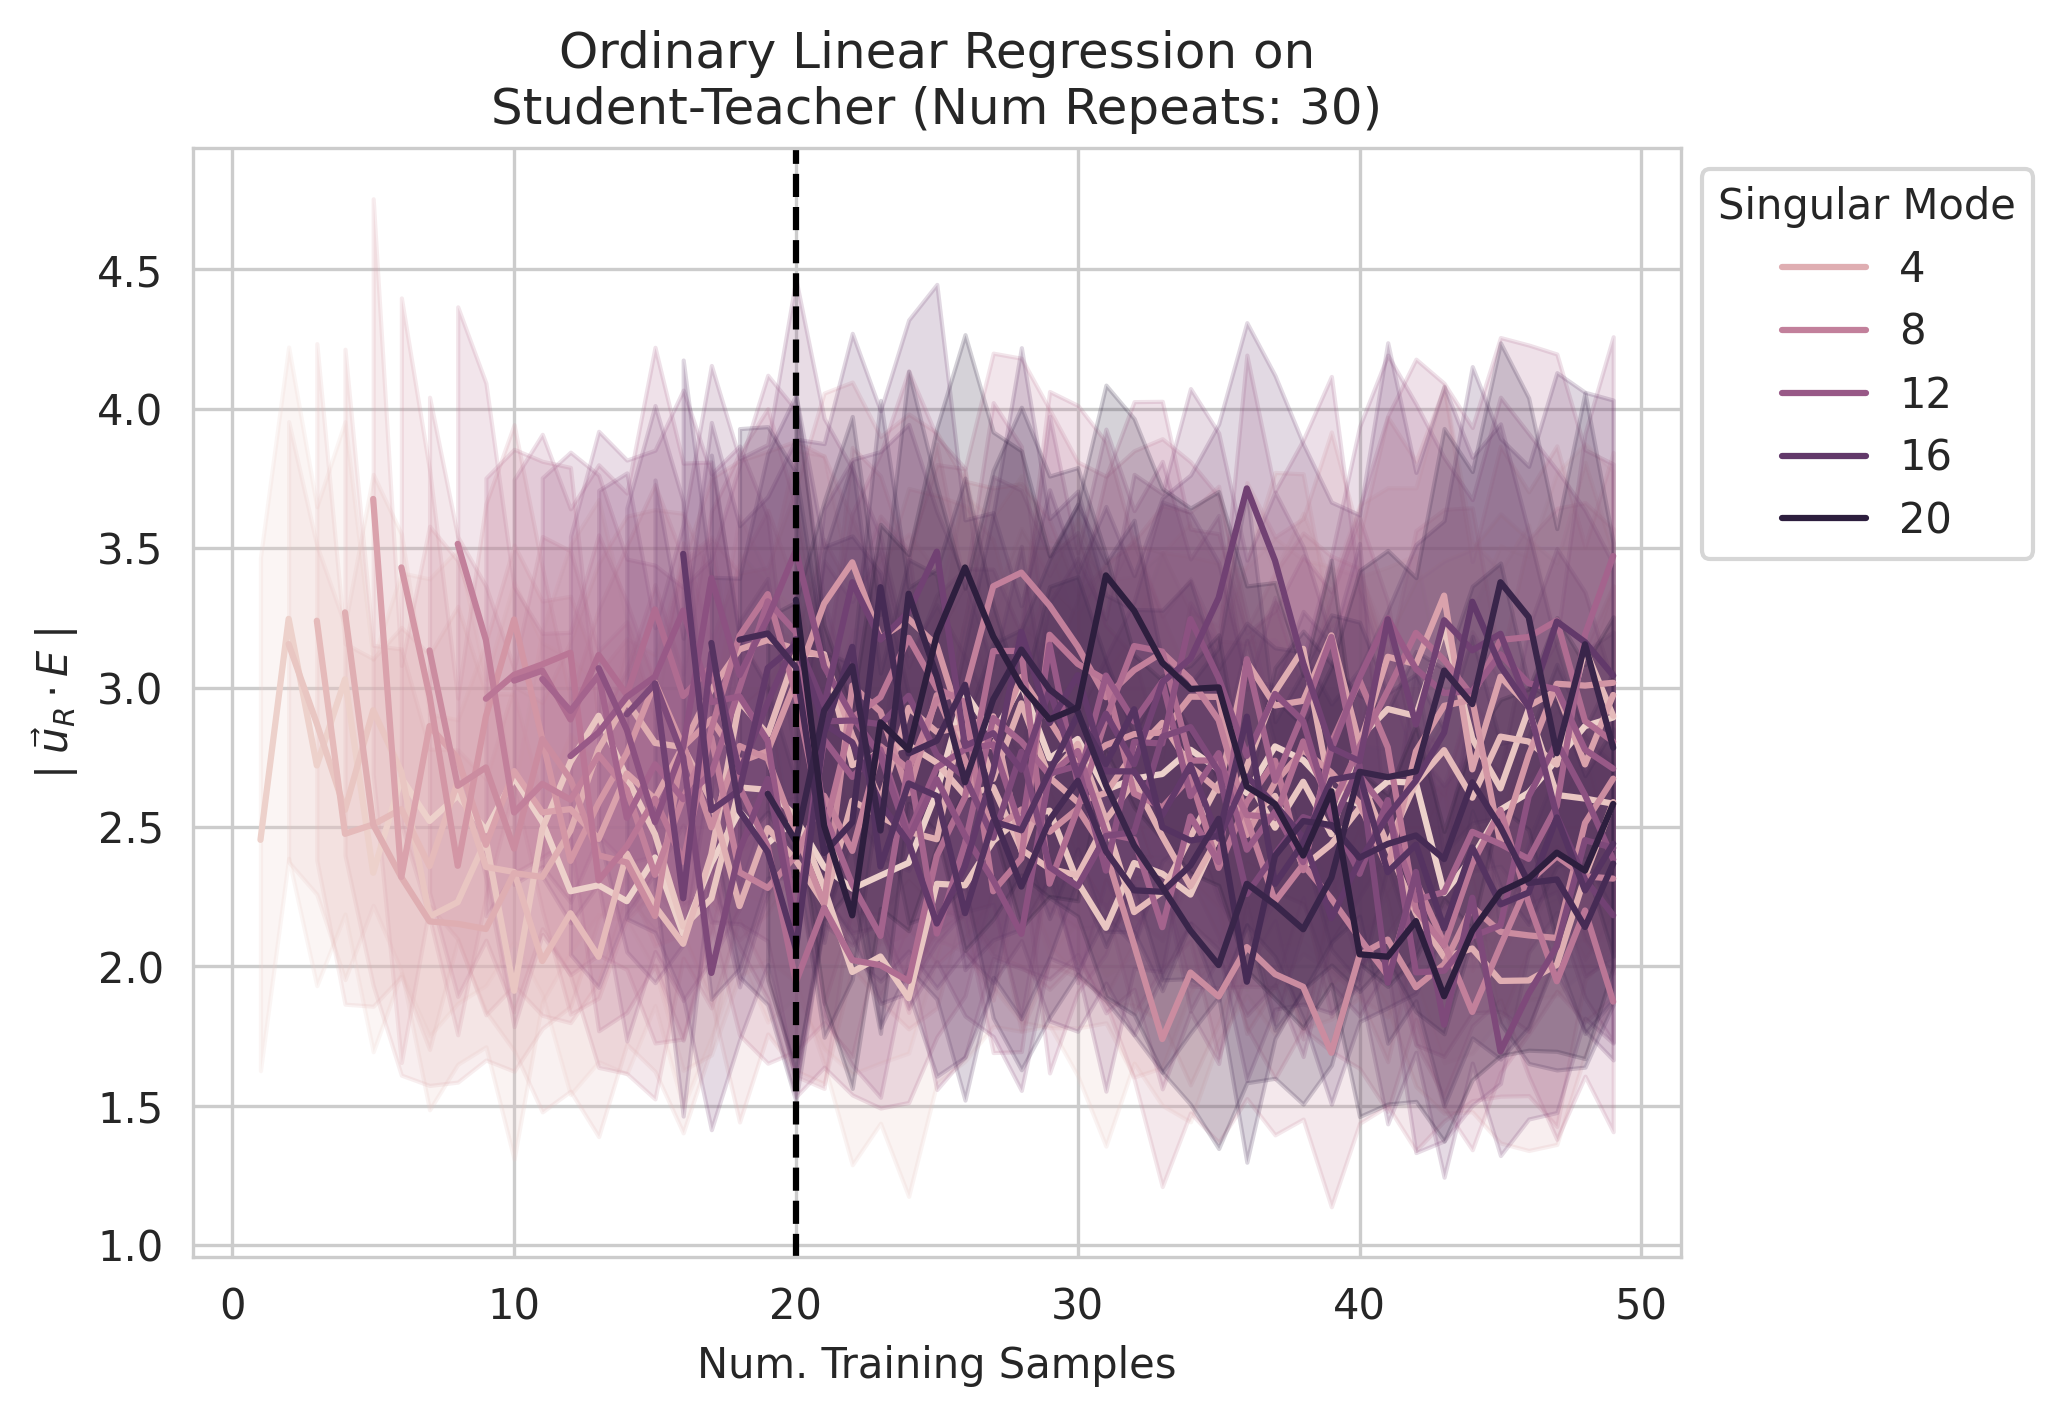 Ordinary Linear Regression on
Student-Teacher (Num Repeats: 30)
| u⃗_R · E |
4.5
4.0
3.5
3.0
2.5
2.0
1.5
1.0
0 10 20 30 40 50
Num. Training Samples
Singular Mode
4
8
12
16
20